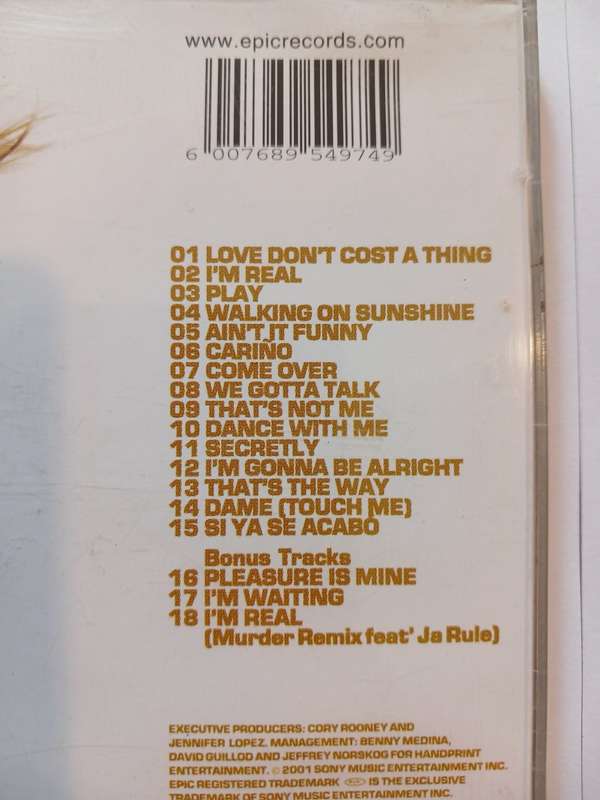 www.epicrecords.com
6 007689 549749
01 LOVE DON'T COST A THING
02 I'M REAL
03 PLAY
04 WALKING ON SUNSHINE
05 AIN'T IT FUNNY
06 CARIÑO
07 COME OVER
08 WE GOTTA TALK
09 THAT'S NOT ME
10 DANCE WITH ME
11 SECRETLY
12 I'M GONNA BE ALRIGHT
13 THAT'S THE WAY
14 DAME (TOUCH ME)
15 SI YA SE ACABÓ
Bonus Tracks
16 PLEASURE IS MINE
17 I'M WAITING
18 I'M REAL
(Murder Remix feat' Ja Rule)
EXECUTIVE PRODUCERS: CORY ROONEY AND
JENNIFER LOPEZ. MANAGEMENT: BENNY MEDINA,
DAVID GUILLOD AND JEFFREY NORSKOG FOR HANDPRINT
ENTERTAINMENT. © 2001 SONY MUSIC ENTERTAINMENT INC.
EPIC REGISTERED TRADEMARK IS THE EXCLUSIVE
TRADEMARK OF SONY MUSIC ENTERTAINMENT INC.